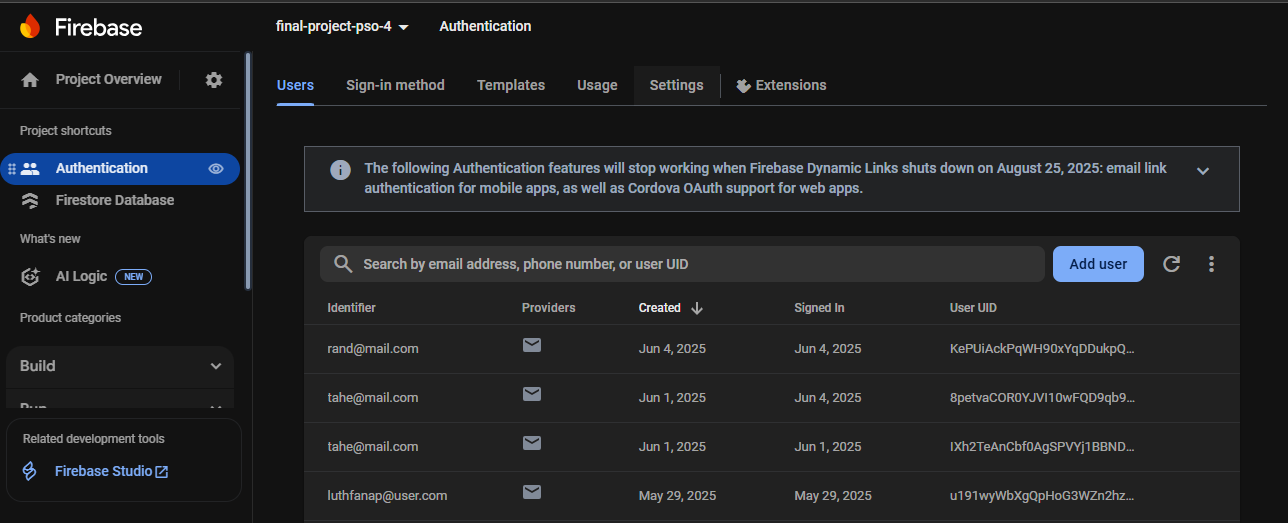 Firebase
final-project-pso-4
Authentication
Project Overview
Users
Sign-in method
Templates
Usage
Settings
Extensions
Project shortcuts
Authentication
Firestore Database
What's new
AI Logic NEW
Product categories
Build
Run
Related development tools
Firebase Studio
The following Authentication features will stop working when Firebase Dynamic Links shuts down on August 25, 2025: email link
authentication for mobile apps, as well as Cordova OAuth support for web apps.
Search by email address, phone number, or user UID
Add user
Identifier Providers Created Signed In User UID
rand@mail.com Jun 4, 2025 Jun 4, 2025 KePUiAckPqWH90xYqDDukpQ...
tahe@mail.com Jun 1, 2025 Jun 4, 2025 8petvaCOR0YJVI10wFQD9qb9...
tahe@mail.com Jun 1, 2025 Jun 1, 2025 IXh2TeAnCbf0AgSPVYj1BBND...
luthfanap@user.com May 29, 2025 May 29, 2025 u191wyWbXgQpHoG3WZn2hz...